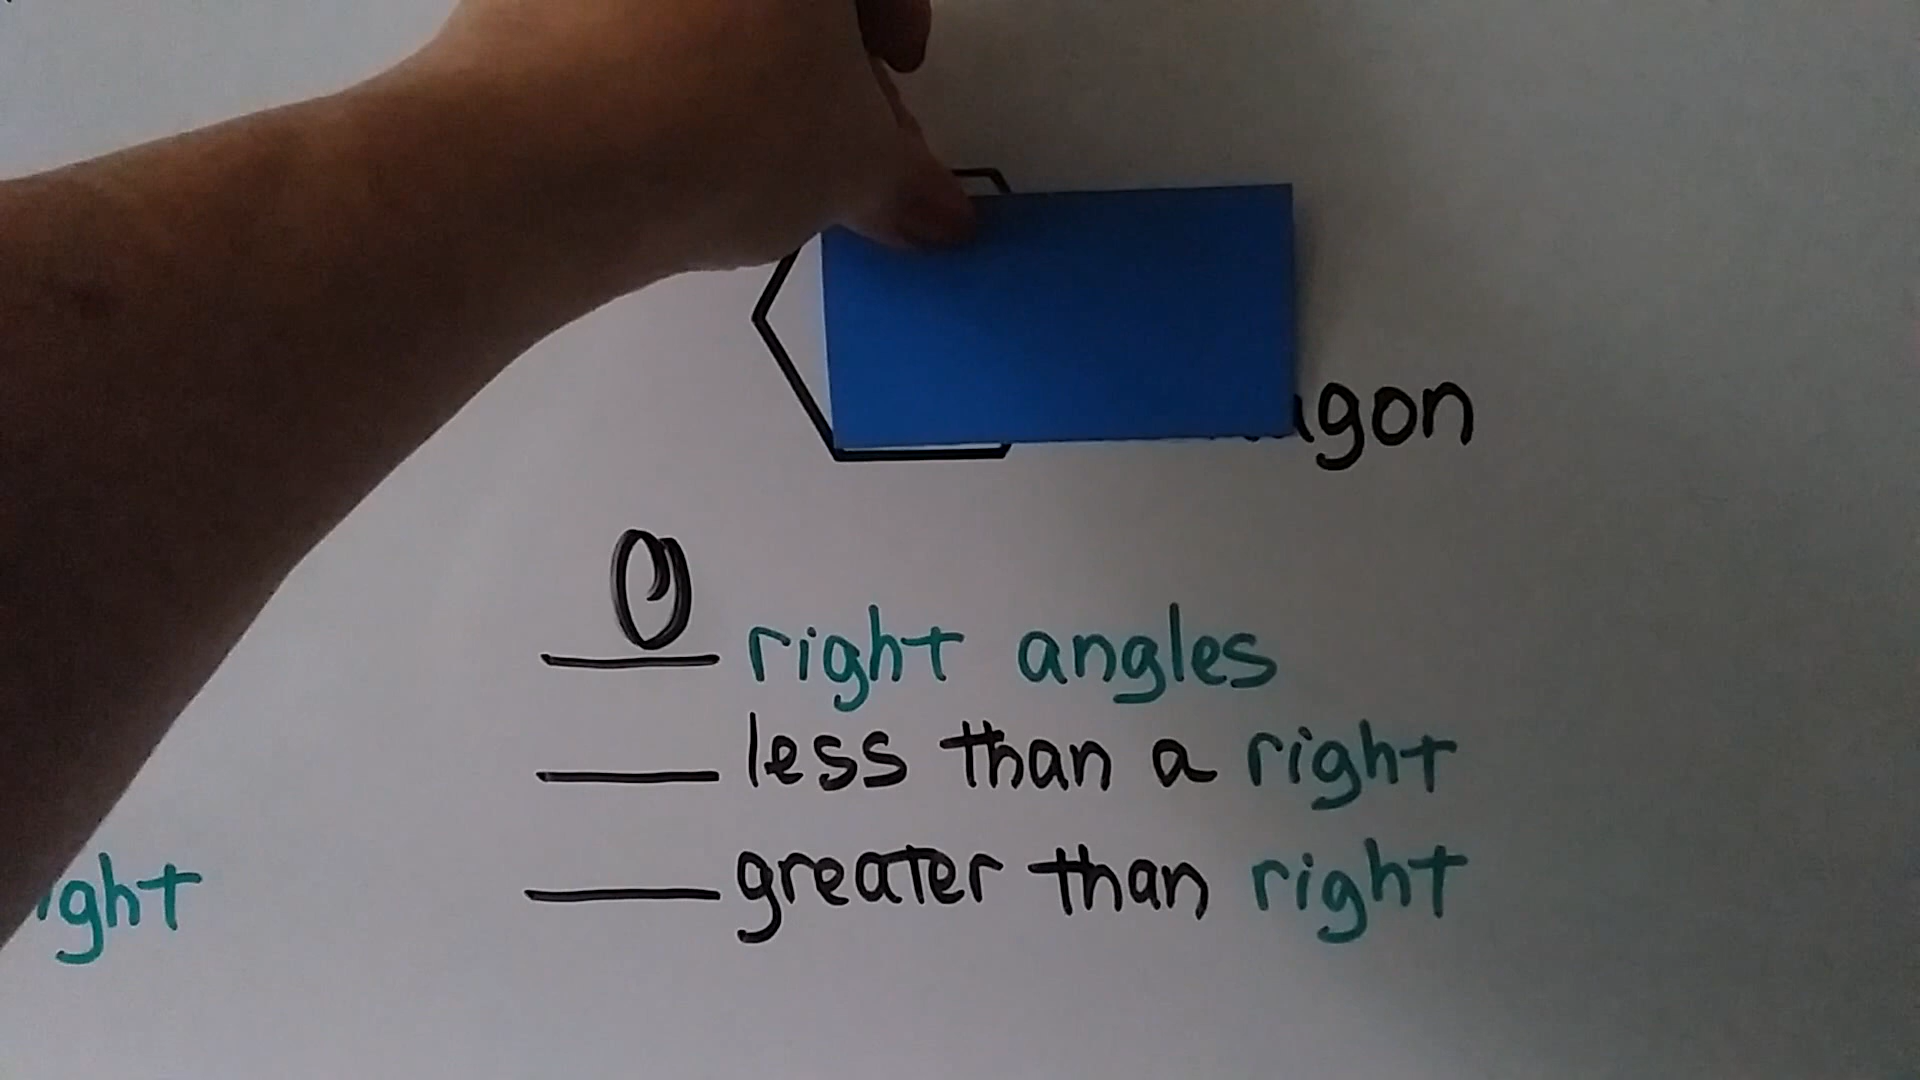 gon
0 right angles
less than a right
greater than right
ght